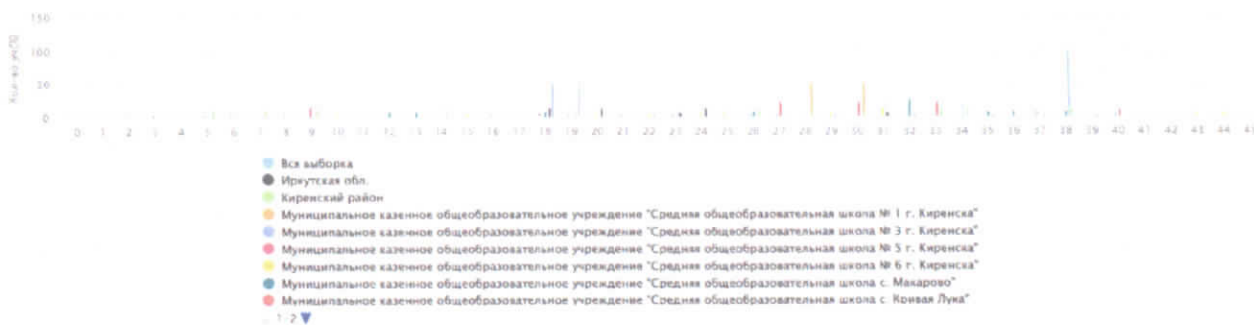 150
100
50
0
Кол-во уч(%)
0 1 2 3 4 5 6 7 8 9 10 11 12 13 14 15 16 17 18 19 20 21 22 23 24 25 26 27 28 29 30 31 32 33 34 35 36 37 38 39 40 41 42 43 44 45
Вся выборка
Иркутская обл.
Киренский район
Муниципальное казенное общеобразовательное учреждение "Средняя общеобразовательная школа № 1 г. Киренска"
Муниципальное казенное общеобразовательное учреждение "Средняя общеобразовательная школа № 3 г. Киренска"
Муниципальное казенное общеобразовательное учреждение "Средняя общеобразовательная школа № 5 г. Киренска"
Муниципальное казенное общеобразовательное учреждение "Средняя общеобразовательная школа № 6 г. Киренска"
Муниципальное казенное общеобразовательное учреждение "Средняя общеобразовательная школа с. Макарово"
Муниципальное казенное общеобразовательное учреждение "Средняя общеобразовательная школа с. Кривая Лука"
1/2